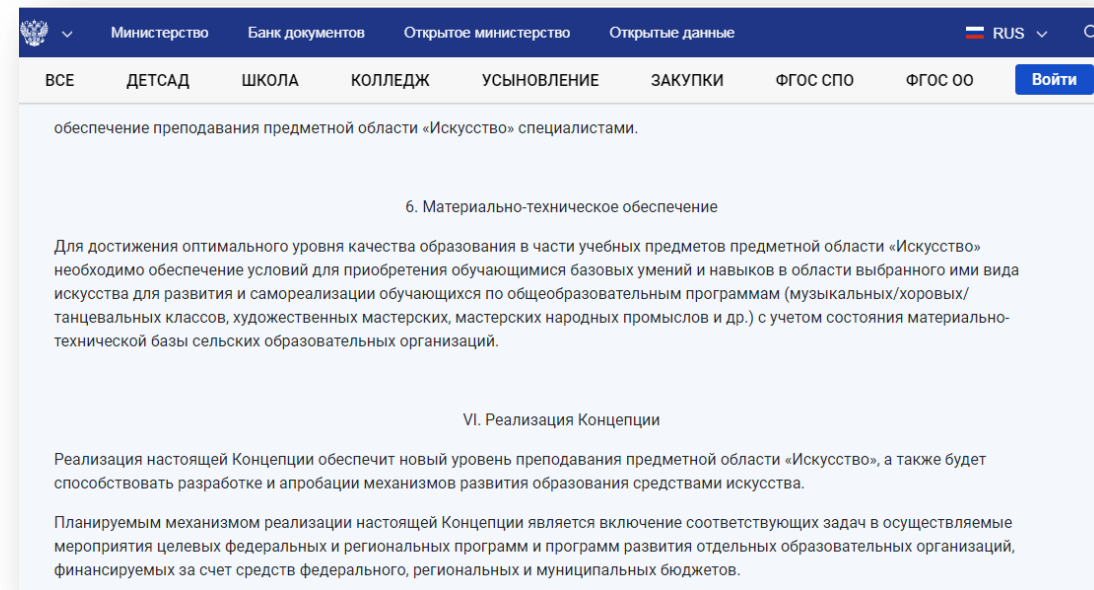 Министерство Банк документов Открытое министерство Открытые данные RUS
ВСЕ ДЕТСАД ШКОЛА КОЛЛЕДЖ УСЫНОВЛЕНИЕ ЗАКУПКИ ФГОС СПО ФГОС ОО Войти
обеспечение преподавания предметной области «Искусство» специалистами.
6. Материально-техническое обеспечение
Для достижения оптимального уровня качества образования в части учебных предметов предметной области «Искусство»
необходимо обеспечение условий для приобретения обучающимися базовых умений и навыков в области выбранного ими вида
искусства для развития и самореализации обучающихся по общеобразовательным программам (музыкальных/хоровых/
танцевальных классов, художественных мастерских, мастерских народных промыслов и др.) с учетом состояния материально-
технической базы сельских образовательных организаций.
VI. Реализация Концепции
Реализация настоящей Концепции обеспечит новый уровень преподавания предметной области «Искусство», а также будет
способствовать разработке и апробации механизмов развития образования средствами искусства.
Планируемым механизмом реализации настоящей Концепции является включение соответствующих задач в осуществляемые
мероприятия целевых федеральных и региональных программ и программ развития отдельных образовательных организаций,
финансируемых за счет средств федерального, региональных и муниципальных бюджетов.